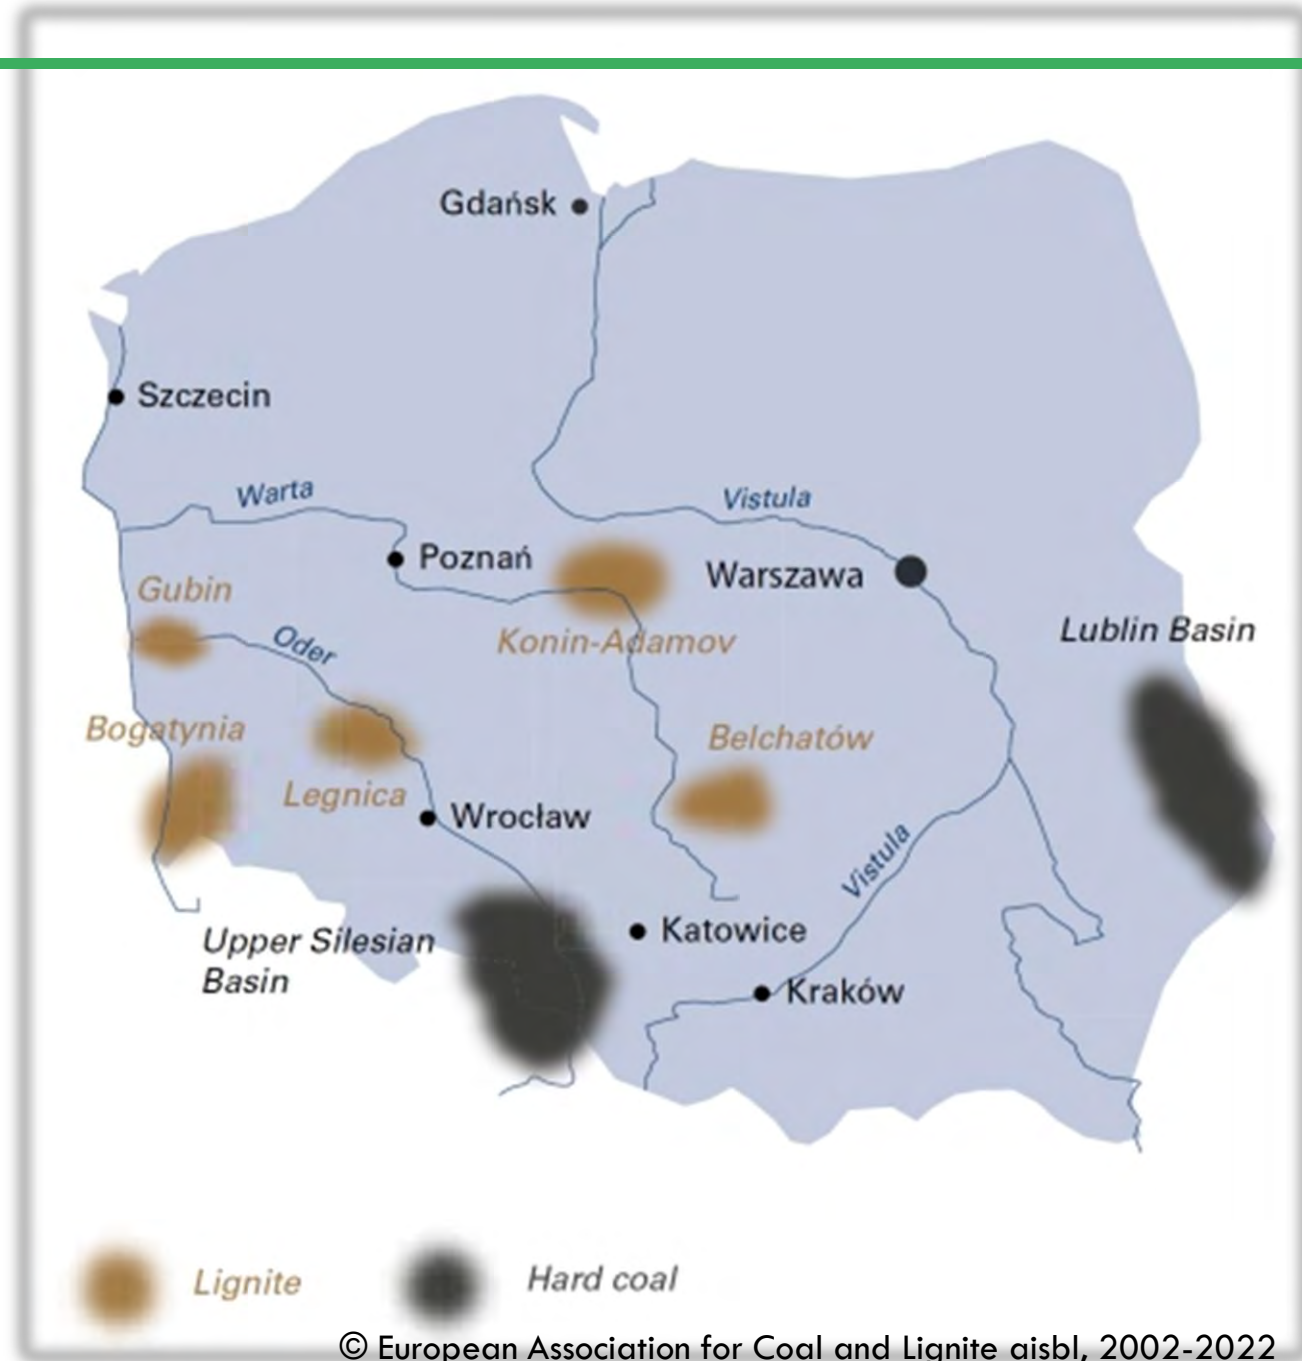 Gdańsk
Szczecin
Warta
Vistula
Poznań
Warszawa
Gubin
Konin-Adamov
Oder
Lublin Basin
Bogatynia
Belchatów
Legnica
Wrocław
Vistula
Upper Silesian
Basin
Katowice
Kraków
Lignite
Hard coal
© European Association for Coal and Lignite aisbl, 2002-2022